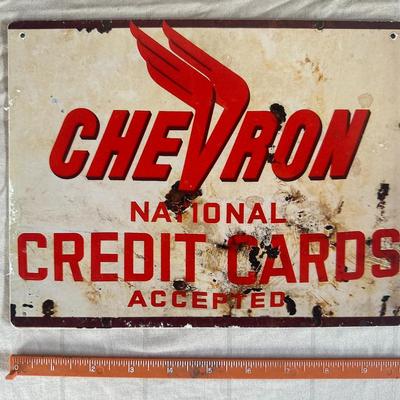 CHEVRON
NATIONAL
CREDIT CARDS
ACCEPTED